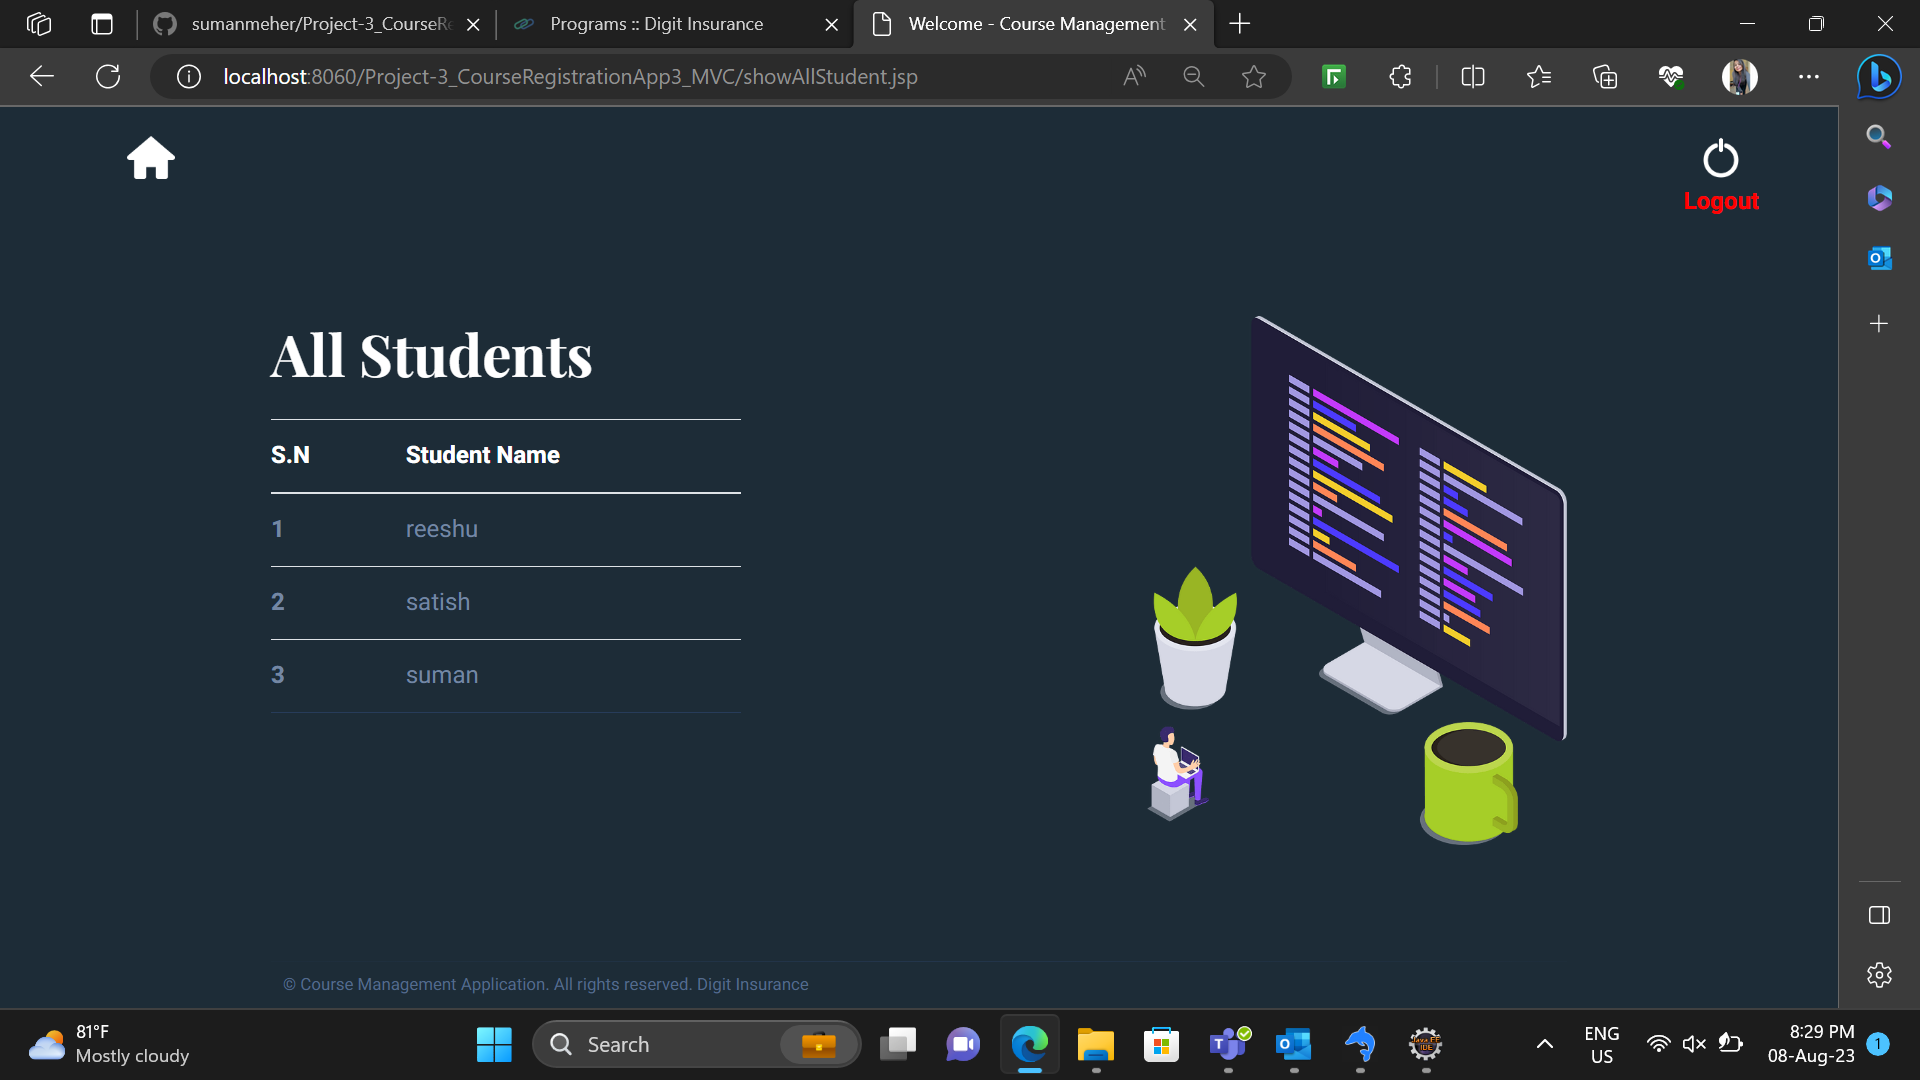 sumanmeher/Project-3_CourseRe
Programs :: Digit Insurance
Welcome - Course Management
localhost:8060/Project-3_CourseRegistrationApp3_MVC/showAllStudent.jsp
Logout
All Students
S.N Student Name
1 reeshu
2 satish
3 suman
© Course Management Application. All rights reserved. Digit Insurance
81°F
Mostly cloudy
Search
ENG
US
8:29 PM
08-Aug-23
1